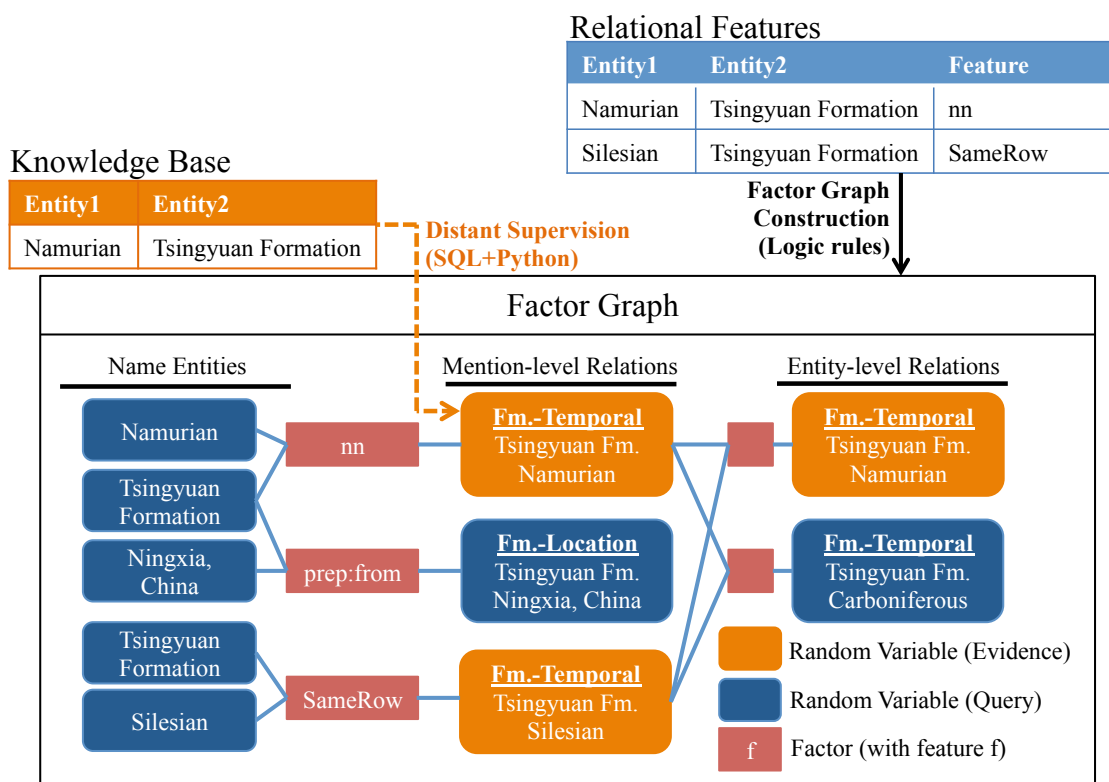 Relational Features
Entity1 Entity2 Feature
Namurian Tsingyuan Formation nn
Silesian Tsingyuan Formation SameRow
Knowledge Base
Entity1 Entity2
Namurian Tsingyuan Formation
Distant Supervision
(SQL+Python)
Factor Graph
Construction
(Logic rules)
Factor Graph
Name Entities
Mention-level Relations
Entity-level Relations
Namurian
Tsingyuan
Formation
Ningxia,
China
Tsingyuan
Formation
Silesian
nn
prep:from
SameRow
Fm.-Temporal
Tsingyuan Fm.
Namurian
Fm.-Location
Tsingyuan Fm.
Ningxia, China
Fm.-Temporal
Tsingyuan Fm.
Silesian
Fm.-Temporal
Tsingyuan Fm.
Namurian
Fm.-Temporal
Tsingyuan Fm.
Carboniferous
Random Variable (Evidence)
Random Variable (Query)
f Factor (with feature f)